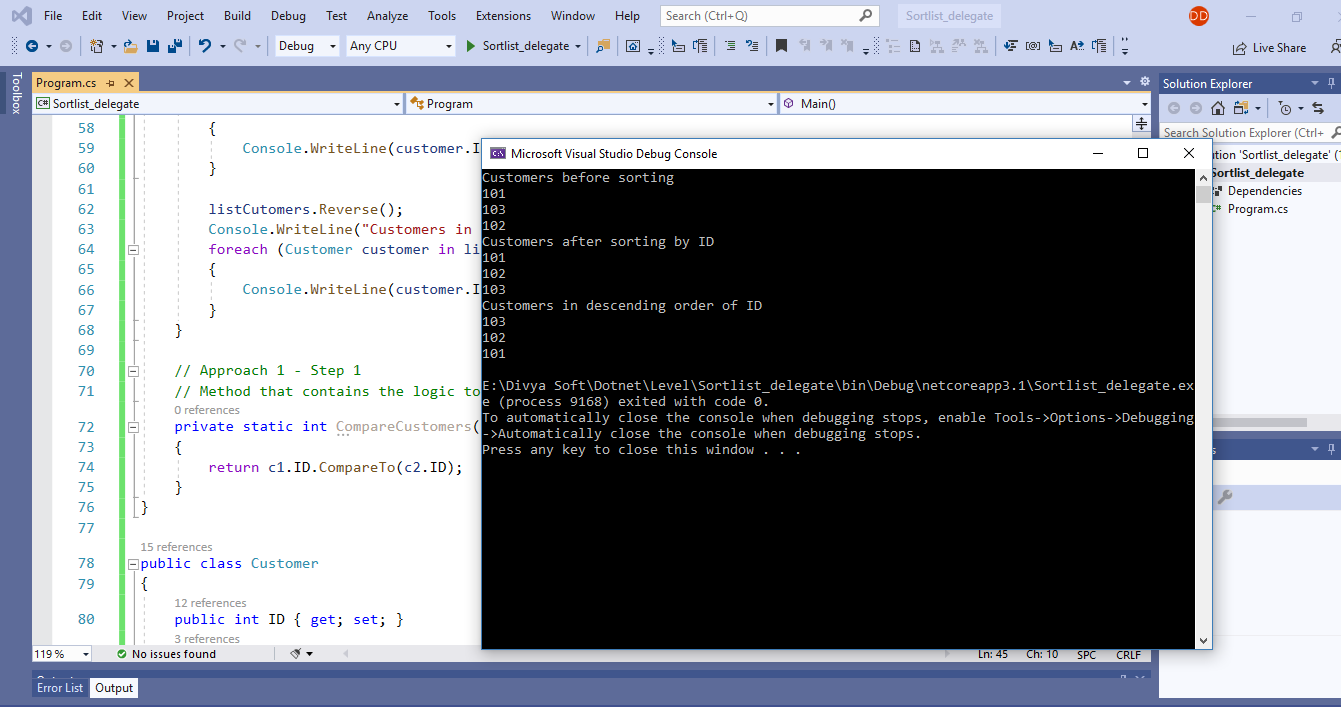 File Edit View Project Build Debug Test Analyze Tools Extensions Window Help Search (Ctrl+Q) Sortlist_delegate DD
Debug Any CPU Sortlist_delegate Live Share
Toolbox
Program.cs
Sortlist_delegate Program Main()
58 {
59 Console.WriteLine(customer.I
60 }
61
62 listCutomers.Reverse();
63 Console.WriteLine("Customers in
64 foreach (Customer customer in li
65 {
66 Console.WriteLine(customer.I
67 }
68 }
69
70 // Approach 1 - Step 1
71 // Method that contains the logic to
0 references
72 private static int CompareCustomers(
73 {
74 return c1.ID.CompareTo(c2.ID);
75 }
76 }
77
15 references
78 public class Customer
79 {
12 references
80 public int ID { get; set; }
3 references
119 % No issues found Ln: 45 Ch: 10 SPC CRLF
Error List Output
Microsoft Visual Studio Debug Console
Customers before sorting
101
103
102
Customers after sorting by ID
101
102
103
Customers in descending order of ID
103
102
101
E:\Divya Soft\Dotnet\Level\Sortlist_delegate\bin\Debug\netcoreapp3.1\Sortlist_delegate.ex
e (process 9168) exited with code 0.
To automatically close the console when debugging stops, enable Tools->Options->Debugging
->Automatically close the console when debugging stops.
Press any key to close this window . . .
Solution Explorer
Search Solution Explorer (Ctrl+
ution 'Sortlist_delegate' (
Sortlist_delegate
Dependencies
C# Program.cs